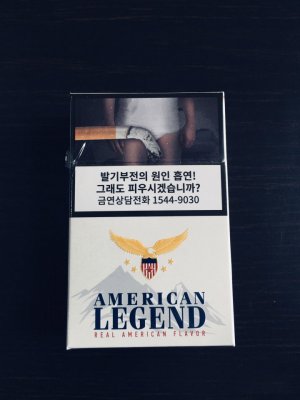 발기부전의 원인 흡연!
그래도 피우시겠습니까?
금연상담전화 1544-9030
AMERICAN
LEGEND
REAL AMERICAN FLAVOR